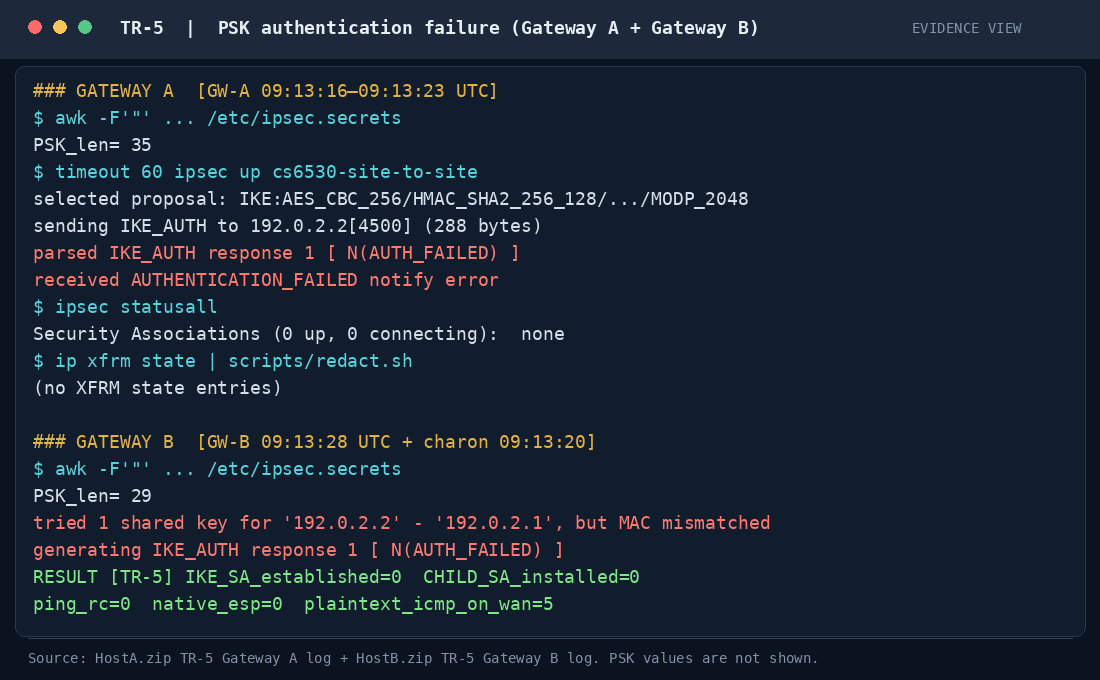 TR-5 | PSK authentication failure (Gateway A + Gateway B)
EVIDENCE VIEW
### GATEWAY A [GW-A 09:13:16–09:13:23 UTC]
$ awk -F'"' ... /etc/ipsec.secrets
PSK_len= 35
$ timeout 60 ipsec up cs6530-site-to-site
selected proposal: IKE:AES_CBC_256/HMAC_SHA2_256_128/.../MODP_2048
sending IKE_AUTH to 192.0.2.2[4500] (288 bytes)
parsed IKE_AUTH response 1 [ N(AUTH_FAILED) ]
received AUTHENTICATION_FAILED notify error
$ ipsec statusall
Security Associations (0 up, 0 connecting):  none
$ ip xfrm state | scripts/redact.sh
(no XFRM state entries)
### GATEWAY B [GW-B 09:13:28 UTC + charon 09:13:20]
$ awk -F'"' ... /etc/ipsec.secrets
PSK_len= 29
tried 1 shared key for '192.0.2.2' - '192.0.2.1', but MAC mismatched
generating IKE_AUTH response 1 [ N(AUTH_FAILED) ]
RESULT [TR-5] IKE_SA_established=0  CHILD_SA_installed=0
ping_rc=0  native_esp=0  plaintext_icmp_on_wan=5
Source: HostA.zip TR-5 Gateway A log + HostB.zip TR-5 Gateway B log. PSK values are not shown.